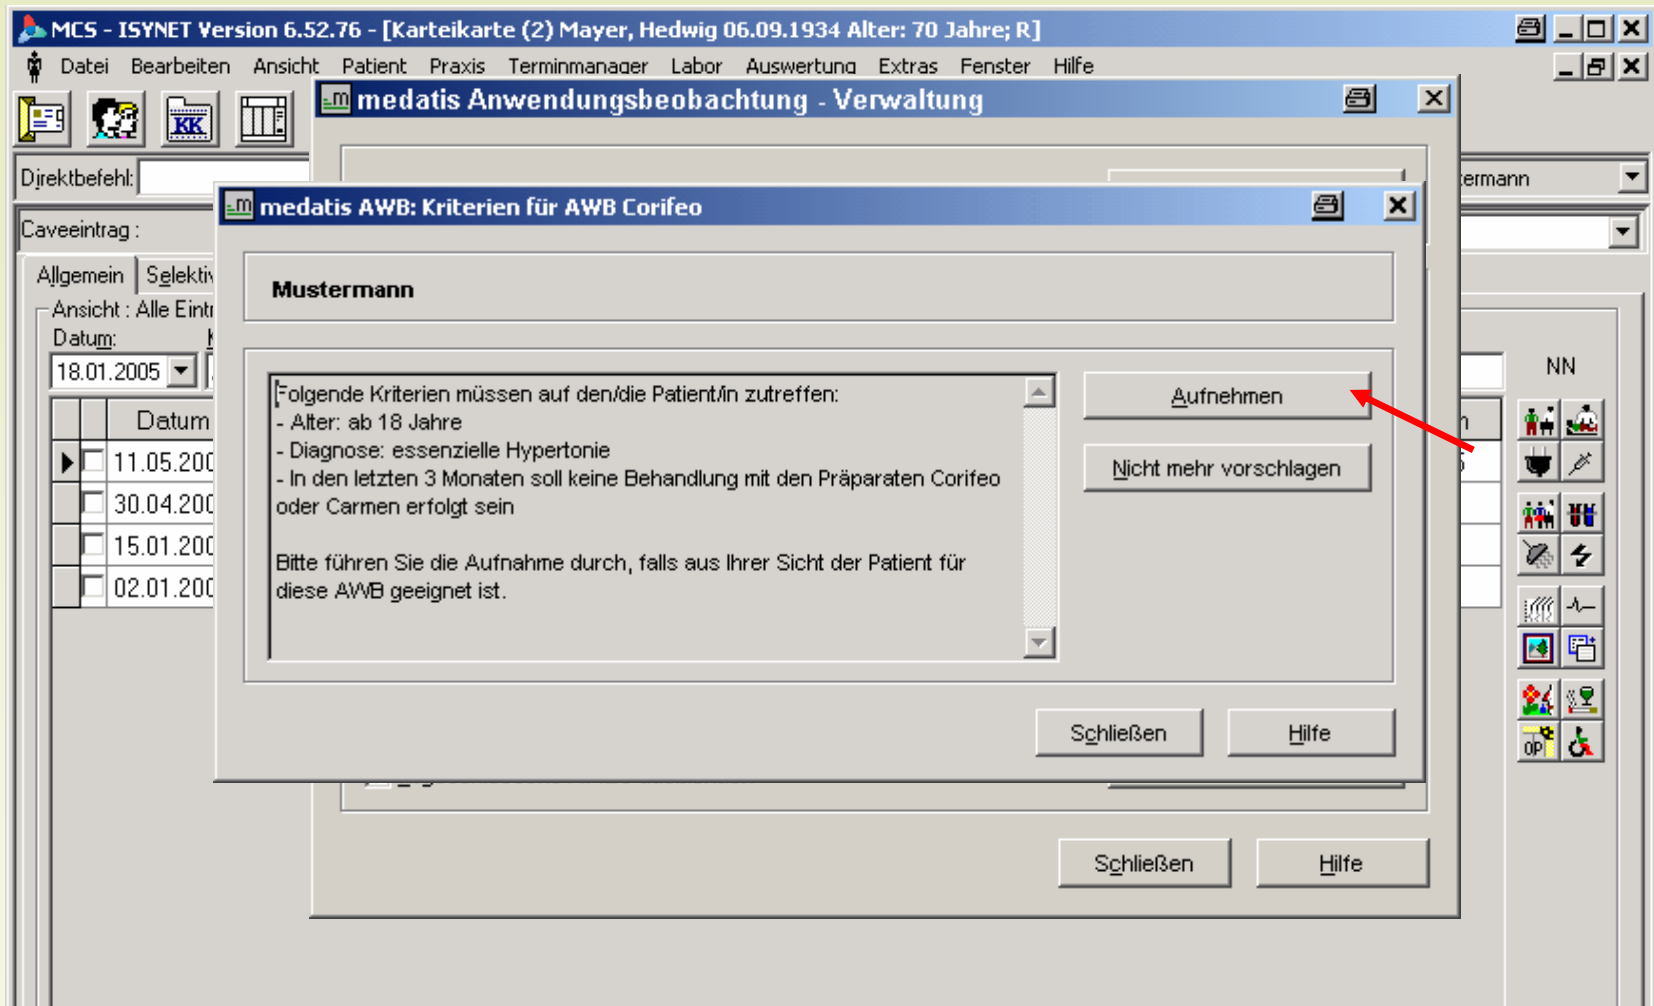 MCS - ISYNET Version 6.52.76 - [Karteikarte (2) Mayer, Hedwig 06.09.1934 Alter: 70 Jahre; R]
Datei Bearbeiten Ansicht Patient Praxis Terminmanager Labor Auswertung Extras Fenster Hilfe
medatis Anwendungsbeobachtung - Verwaltung
KK
Direktbefehl:
termann
medatis AWB: Kriterien für AWB Corifeo
Caveeintrag :
Allgemein Selektiv
Mustermann
Ansicht : Alle Eintr
Datum:
18.01.2005
NN
Folgende Kriterien müssen auf den/die Patient/in zutreffen:
- Alter: ab 18 Jahre
- Diagnose: essenzielle Hypertonie
- In den letzten 3 Monaten soll keine Behandlung mit den Präparaten Corifeo
oder Carmen erfolgt sein
Bitte führen Sie die Aufnahme durch, falls aus Ihrer Sicht der Patient für
diese AWB geeignet ist.
Aufnehmen
Nicht mehr vorschlagen
Datum
11.05.200
30.04.200
15.01.200
02.01.200
OP
Schließen Hilfe
Schließen Hilfe